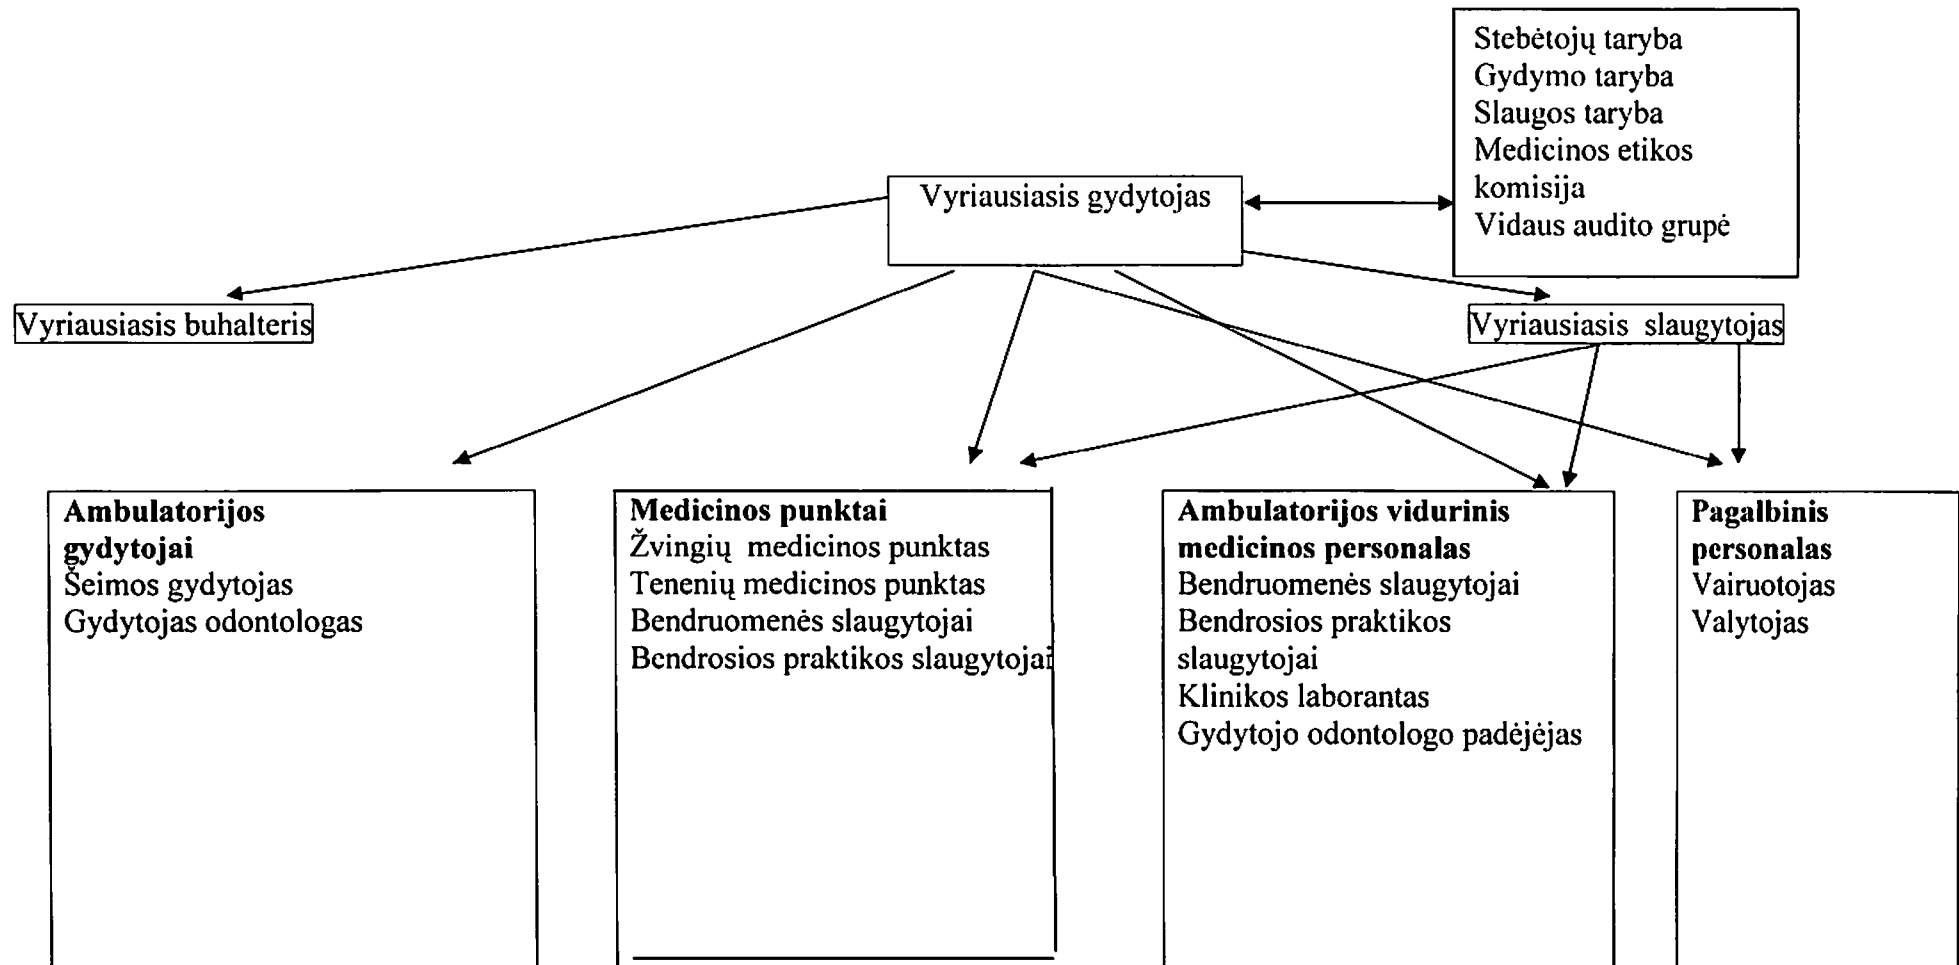 Stebėtojų taryba
Gydymo taryba
Slaugos taryba
Medicinos etikos
komisija
Vidaus audito grupė
Vyriausiasis gydytojas
Vyriausiasis buhalteris
Vyriausiasis slaugytojas
Ambulatorijos
gydytojai
Šeimos gydytojas
Gydytojas odontologas
Medicinos punktai
Žvingių medicinos punktas
Tenenių medicinos punktas
Bendruomenės slaugytojai
Bendrosios praktikos slaugytojai
Ambulatorijos vidurinis
medicinos personalas
Bendruomenės slaugytojai
Bendrosios praktikos
slaugytojai
Klinikos laborantas
Gydytojo odontologo padėjėjas
Pagalbinis
personalas
Vairuotojas
Valytojas